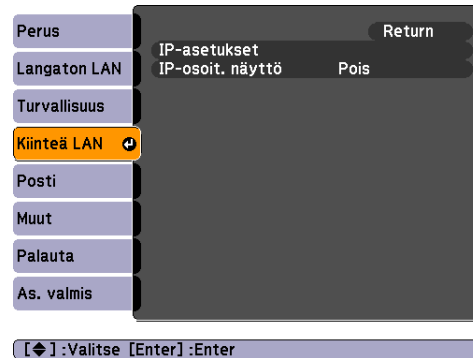 Perus
Langaton LAN
Turvallisuus
Kiinteä LAN
Posti
Muut
Palauta
As. valmis
Return
IP-asetukset
IP-osoit. näyttö Pois
[◆] :Valitse [Enter] :Enter